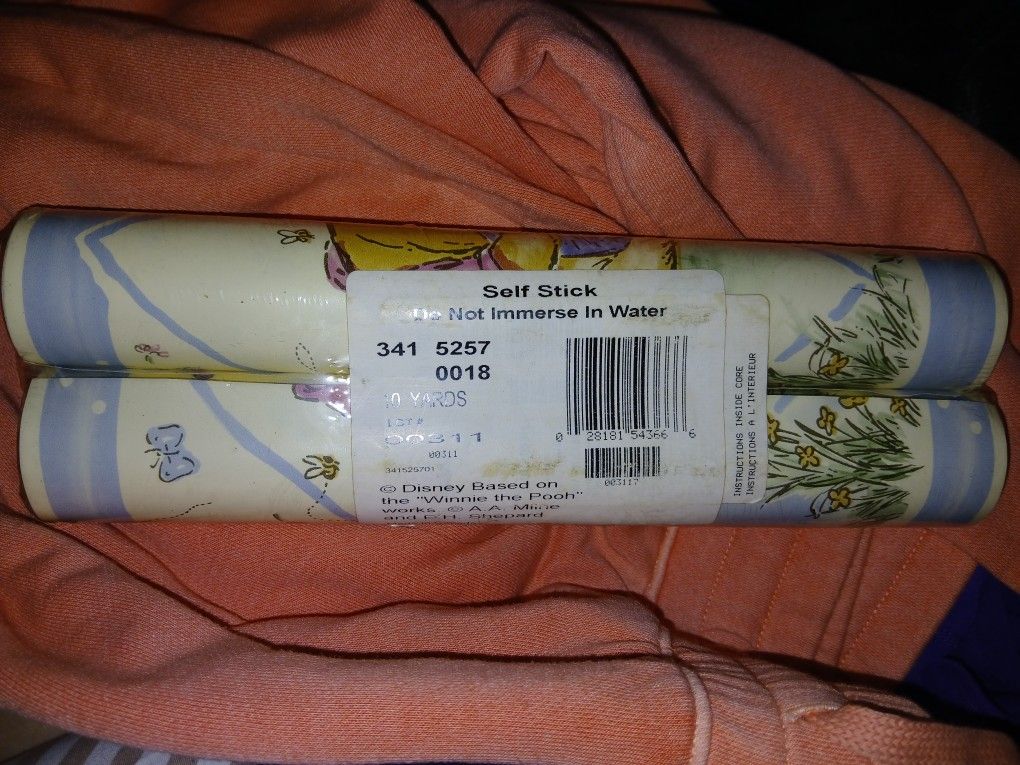 Self Stick
Do Not Immerse In Water
341 5257
0018
10 YARDS
LOT #
00311
00311
341525701
0 28181 54366 6
003117
© Disney Based on
the "Winnie the Pooh"
works. © A.A. Milne
and E.H. Shepard
INSTRUCTIONS INSIDE CORE
INSTRUCTIONS A L'INTERIEUR